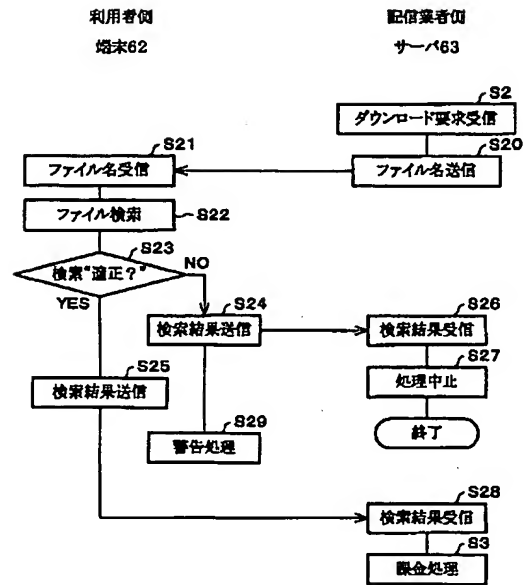 利用者側
端末62
配信業者側
サーバ63
S2
ダウンロード要求受信
S20
ファイル名送信
S21
ファイル名受信
S22
ファイル検索
S23
検索“適正？”
NO
YES
S24
検索結果送信
S26
検索結果受信
S27
処理中止
終了
S25
検索結果送信
S29
警告処理
S28
検索結果受信
S3
課金処理